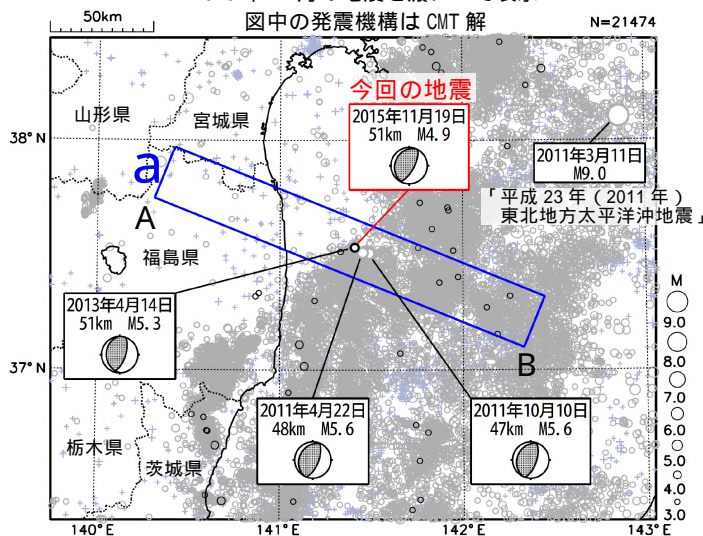 図中の発震機構は CMT 解
N=21474
50km
今回の地震
2015年11月19日
51km M4.9
山形県
宮城県
38°N
2011年3月11日
M9.0
「平成 23 年(2011 年)
東北地方太平洋沖地震」
a
A
福島県
2013年4月14日
51km M5.3
37°N
B
2011年4月22日
48km M5.6
2011年10月10日
47km M5.6
栃木県
茨城県
M
9.0
8.0
7.0
6.0
5.0
4.0
3.0
140°E
141°E
142°E
143°E